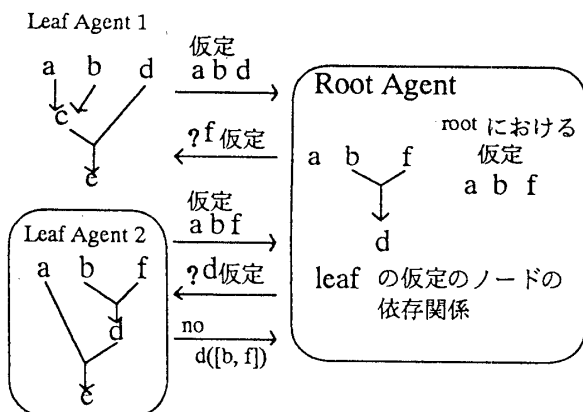 Leaf Agent 1
a b d
c
e
仮定
a b d
?f 仮定
Leaf Agent 2
a b f
d
e
仮定
a b f
?d仮定
no
d([b, f])
Root Agent
a b f
d
root における
仮定
a b f
leaf の仮定のノードの
依存関係